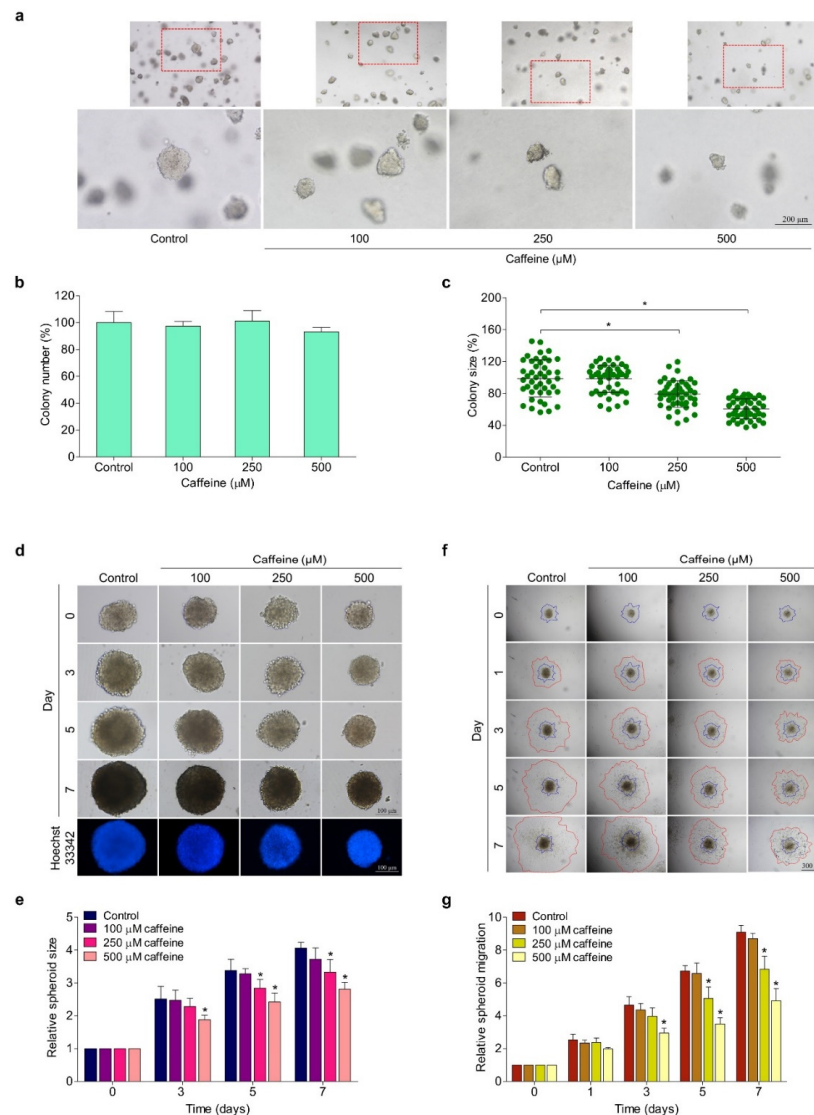 a
200 µm
Control 100 250 500
Caffeine (µM)
b
Colony number (%)
120
100
80
60
40
20
0
Control 100 250 500
Caffeine (µM)
c
Colony size (%)
200
160
120
80
40
0
*
*
Control 100 250 500
Caffeine (µM)
d
Caffeine (µM)
Control 100 250 500
Day
0
3
5
7
100 µm
Hoechst
33342
100 µm
e
Relative spheroid size
5
4
3
2
1
0
Control
100 µM caffeine
250 µM caffeine
500 µM caffeine
* * * * *
0 3 5 7
Time (days)
f
Caffeine (µM)
Control 100 250 500
Day
0
1
3
5
7
300
g
Relative spheroid migration
10
8
6
4
2
0
Control
100 µM caffeine
250 µM caffeine
500 µM caffeine
* * * * *
0 1 3 5 7
Time (days)